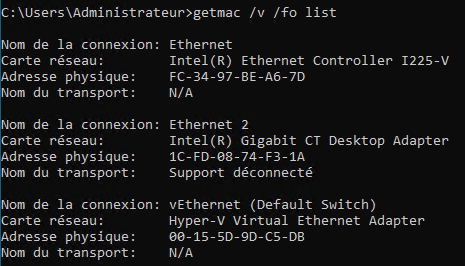 C:\Users\Administrateur>getmac /v /fo list
Nom de la connexion: Ethernet
Carte réseau: Intel(R) Ethernet Controller I225-V
Adresse physique: FC-34-97-BE-A6-7D
Nom du transport: N/A
Nom de la connexion: Ethernet 2
Carte réseau: Intel(R) Gigabit CT Desktop Adapter
Adresse physique: 1C-FD-08-74-F3-1A
Nom du transport: Support déconnecté
Nom de la connexion: vEthernet (Default Switch)
Carte réseau: Hyper-V Virtual Ethernet Adapter
Adresse physique: 00-15-5D-9D-C5-DB
Nom du transport: N/A